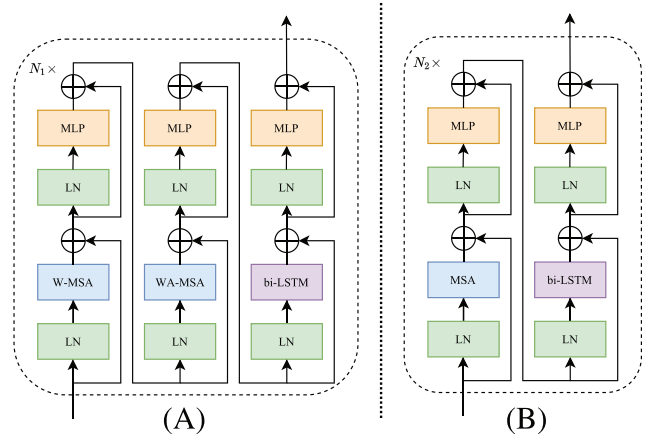 N₁×
MLP
MLP
MLP
LN
LN
LN
W-MSA
WA-MSA
bi-LSTM
LN
LN
LN
(A)
N₂×
MLP
MLP
LN
LN
MSA
bi-LSTM
LN
LN
(B)